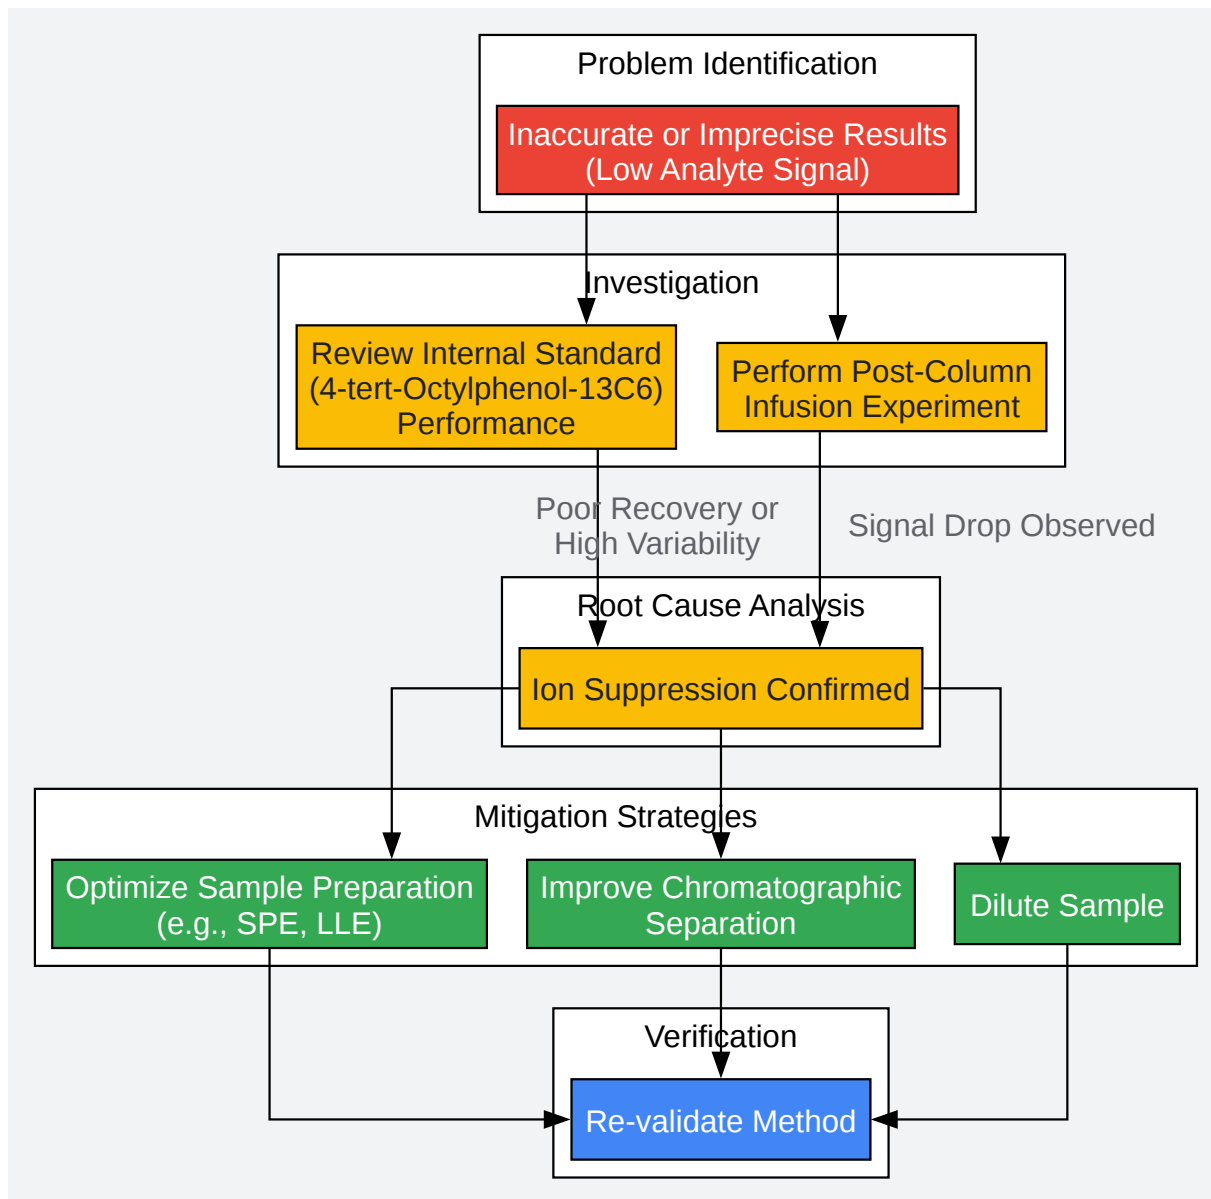 Problem Identification
Inaccurate or Imprecise Results
(Low Analyte Signal)
Investigation
Review Internal Standard
(4-tert-Octylphenol-13C6)
Performance
Perform Post-Column
Infusion Experiment
Poor Recovery or
High Variability
Signal Drop Observed
Root Cause Analysis
Ion Suppression Confirmed
Mitigation Strategies
Optimize Sample Preparation
(e.g., SPE, LLE)
Improve Chromatographic
Separation
Dilute Sample
Verification
Re-validate Method